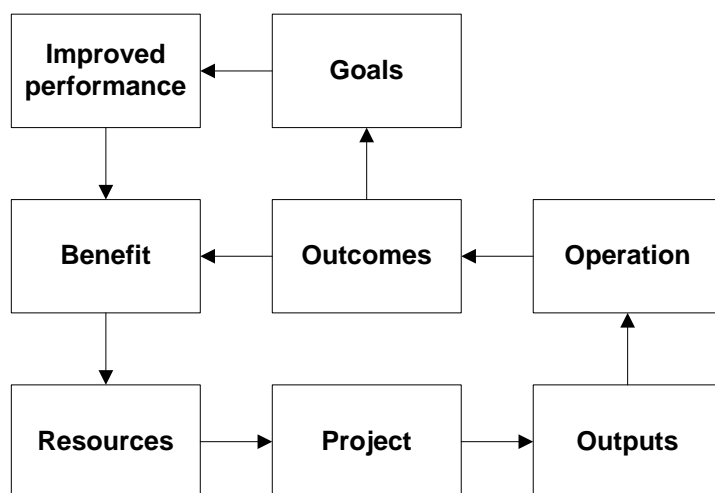 Improved
performance
Goals
Benefit
Outcomes
Operation
Resources
Project
Outputs